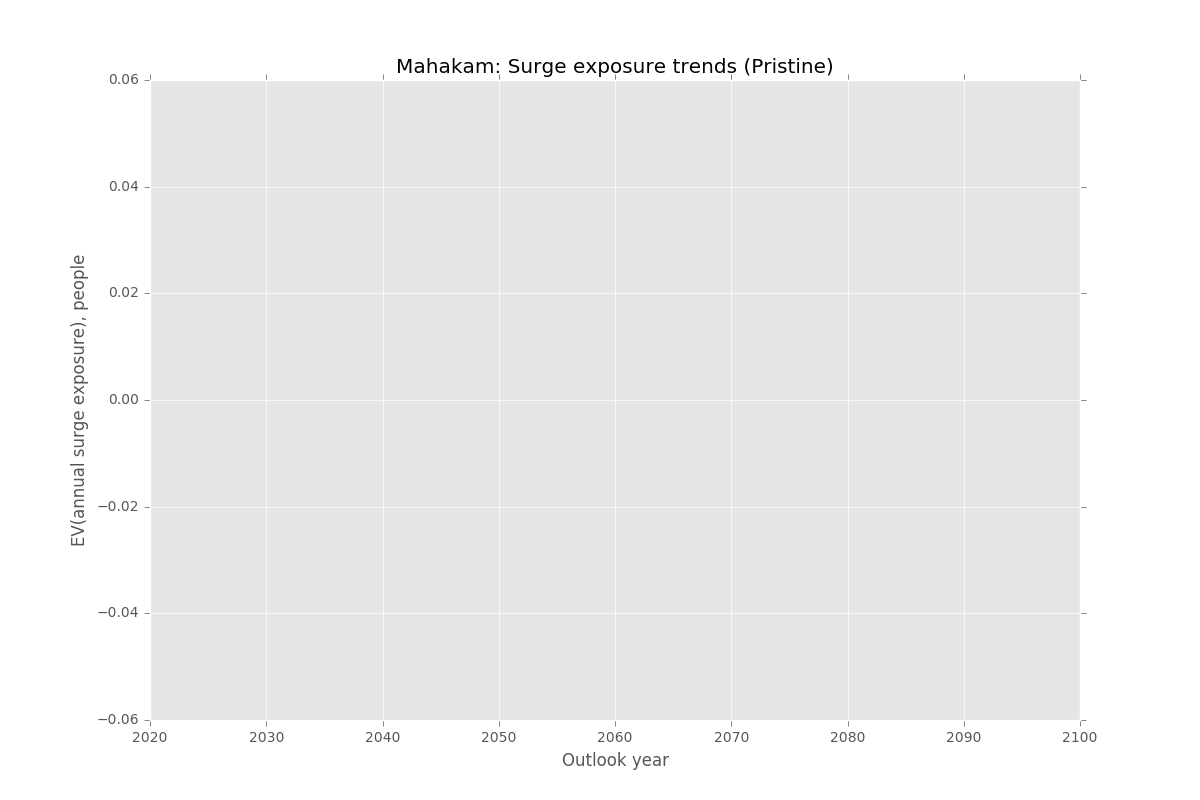 Mahakam: Surge exposure trends (Pristine)
0.06
0.04
0.02
0.00
−0.02
−0.04
−0.06
EV(annual surge exposure), people
2020 2030 2040 2050 2060 2070 2080 2090 2100
Outlook year